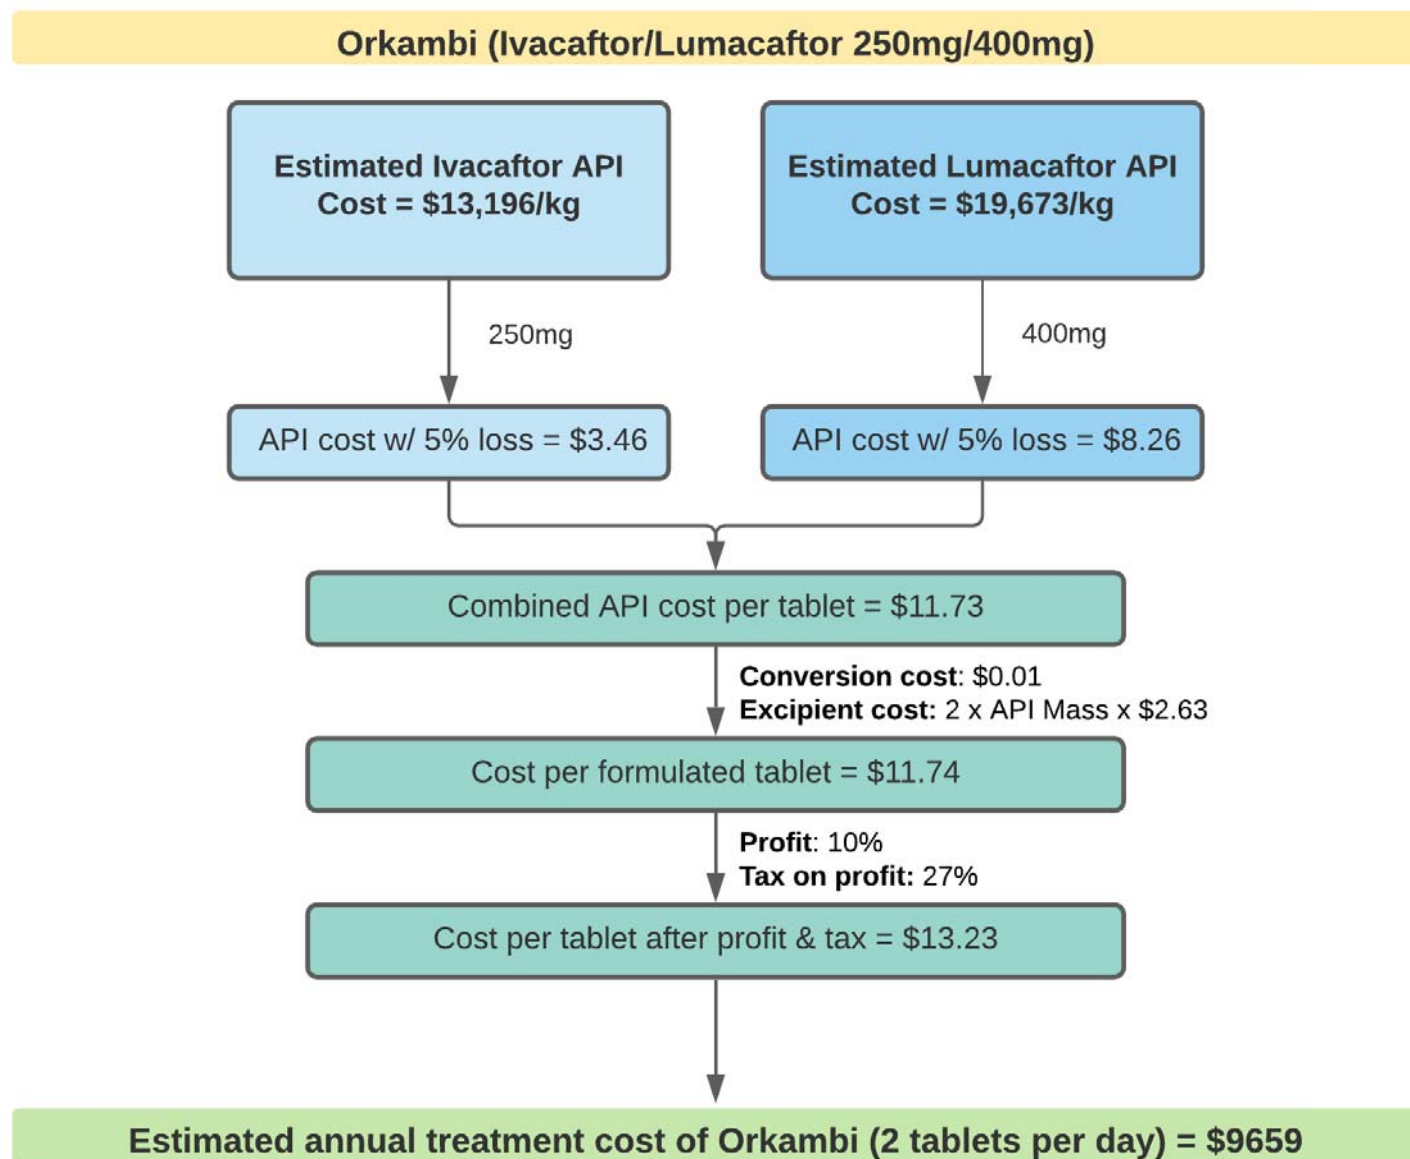 Orkambi (Ivacaftor/Lumacaftor 250mg/400mg)
Estimated Ivacaftor API
Cost = $13,196/kg
Estimated Lumacaftor API
Cost = $19,673/kg
250mg
400mg
API cost w/ 5% loss = $3.46
API cost w/ 5% loss = $8.26
Combined API cost per tablet = $11.73
Conversion cost: $0.01
Excipient cost: 2 x API Mass x $2.63
Cost per formulated tablet = $11.74
Profit: 10%
Tax on profit: 27%
Cost per tablet after profit & tax = $13.23
Estimated annual treatment cost of Orkambi (2 tablets per day) = $9659